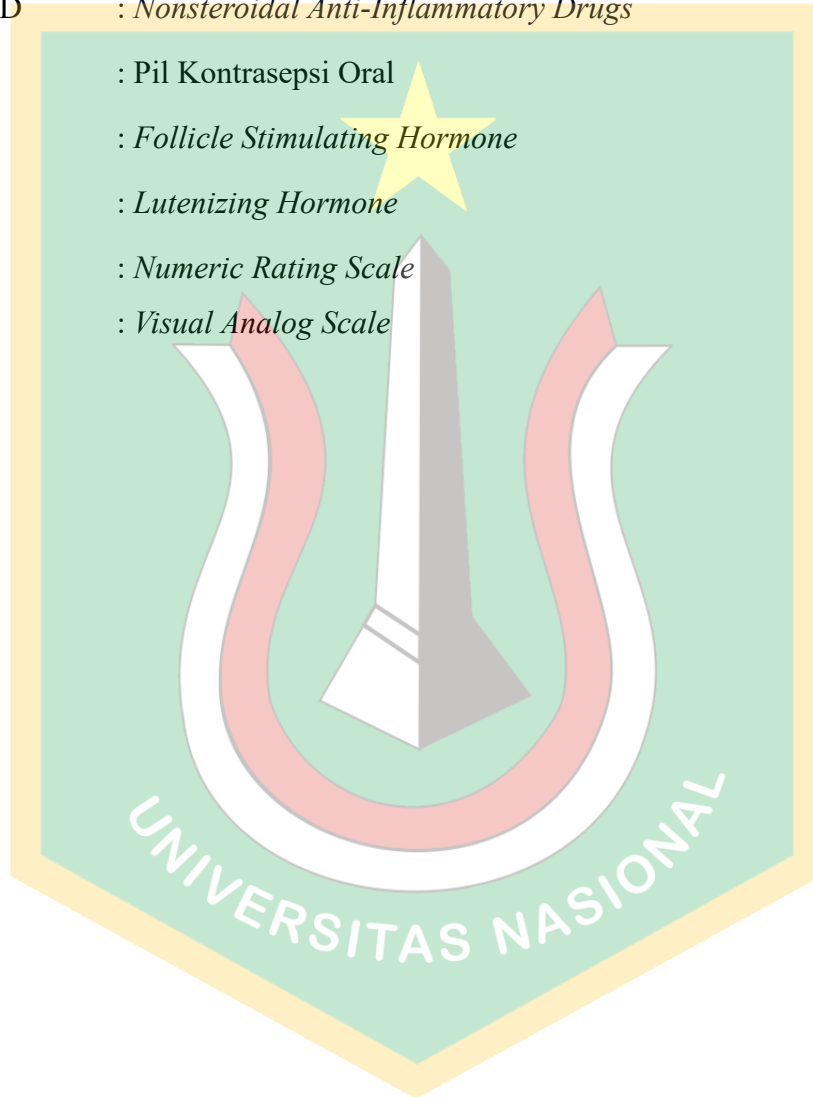 D : Nonsteroidal Anti-Inflammatory Drugs
: Pil Kontrasepsi Oral
: Follicle Stimulating Hormone
: Lutenizing Hormone
: Numeric Rating Scale
: Visual Analog Scale
UNIVERSITAS NASIONAL